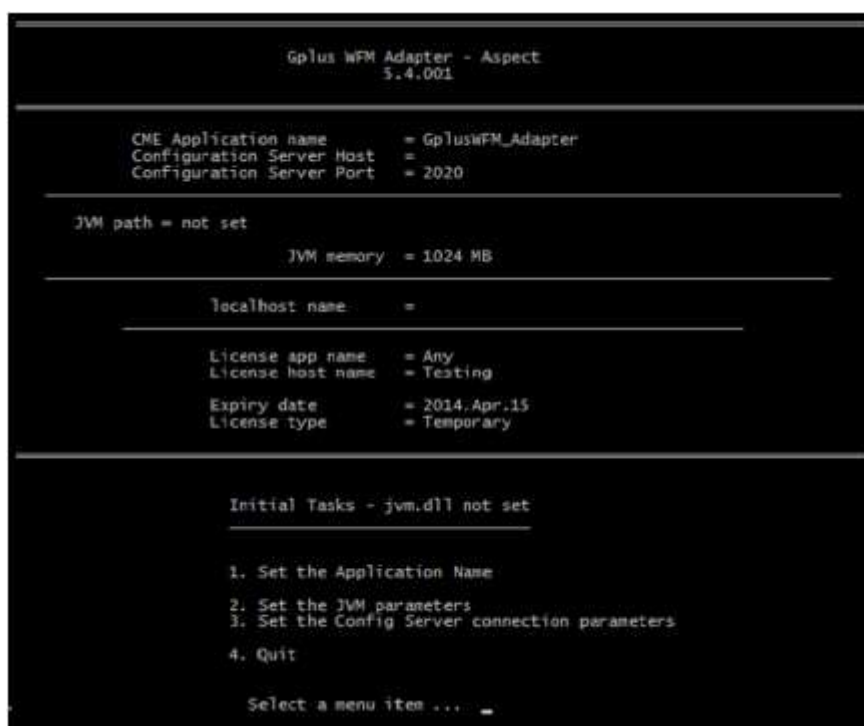 Gplus WFM Adapter - Aspect
5.4.001
CME Application name = GplusWFM_Adapter
Configuration Server Host =
Configuration Server Port = 2020
JVM path = not set
JVM memory = 1024 MB
localhost name =
License app name = Any
License host name = Testing
Expiry date = 2014.Apr.15
License type = Temporary
Initial Tasks - jvm.dll not set
1. Set the Application Name
2. Set the JVM parameters
3. Set the Config Server connection parameters
4. Quit
Select a menu item ... _